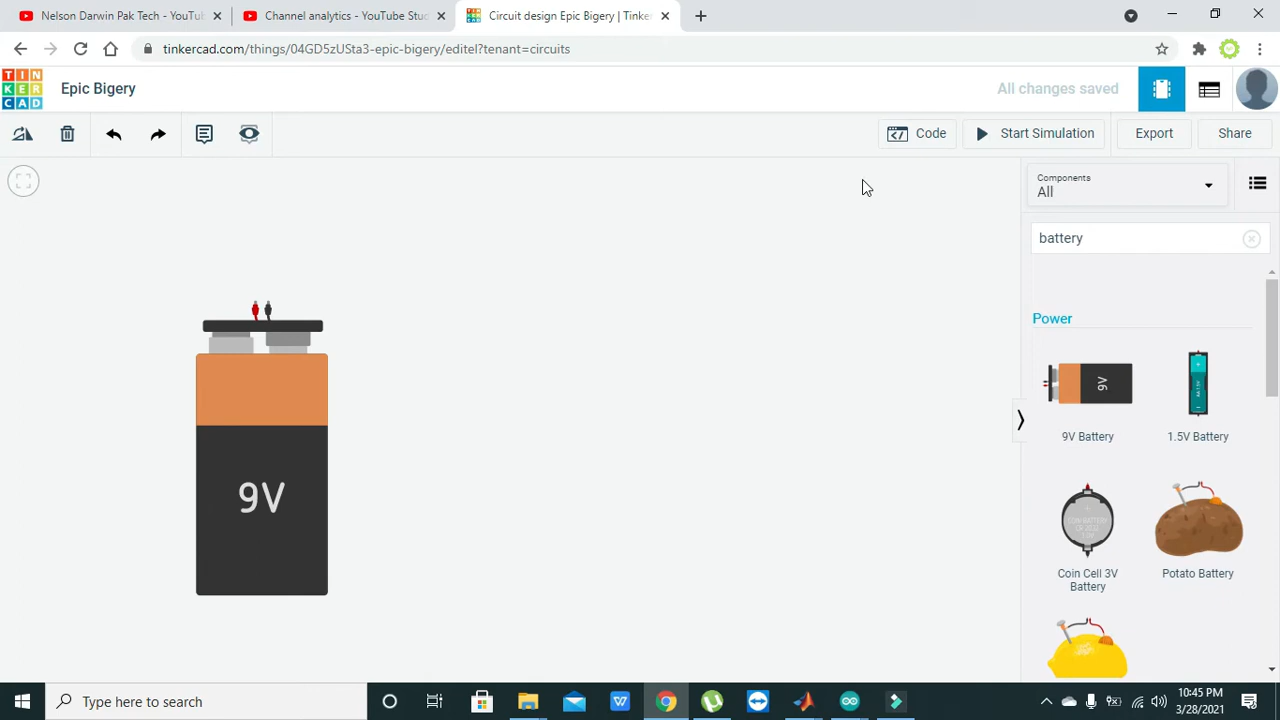 Nelson Darwin Pak Tech - YouTu
Channel analytics - YouTube Stud
Circuit design Epic Bigery | Tinker
tinkercad.com/things/04GD5zUSta3-epic-bigery/editel?tenant=circuits
TIN
KER
CAD
Epic Bigery
All changes saved
Code
Start Simulation
Export
Share
Components
All
battery
Power
9V
9V Battery
1.5V Battery
9V
Coin Cell 3V
Battery
Potato Battery
Type here to search
10:45 PM
3/28/2021